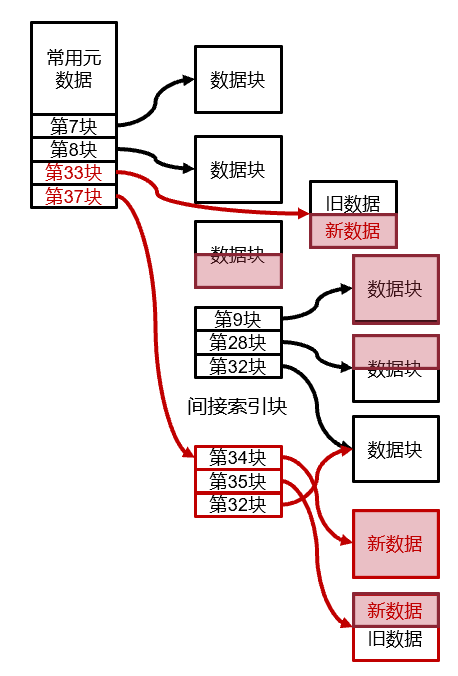 常用元
数据
第7块
第8块
第33块
第37块
数据块
数据块
数据块
旧数据
新数据
第9块
第28块
第32块
间接索引块
数据块
数据块
数据块
第34块
第35块
第32块
新数据
新数据
旧数据